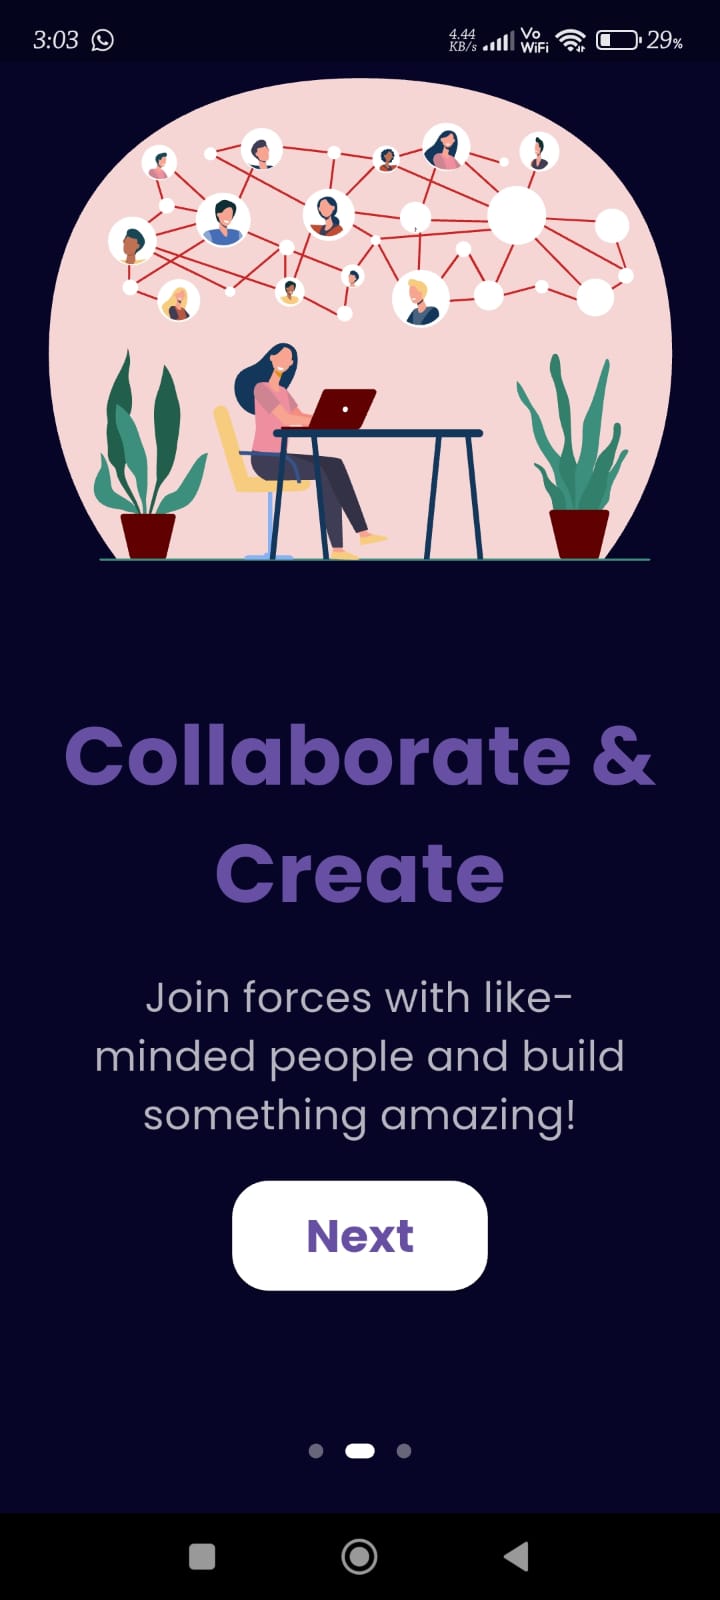 3:03
4.44 KB/s Vo WiFi 29%
Collaborate &
Create
Join forces with like-
minded people and build
something amazing!
Next